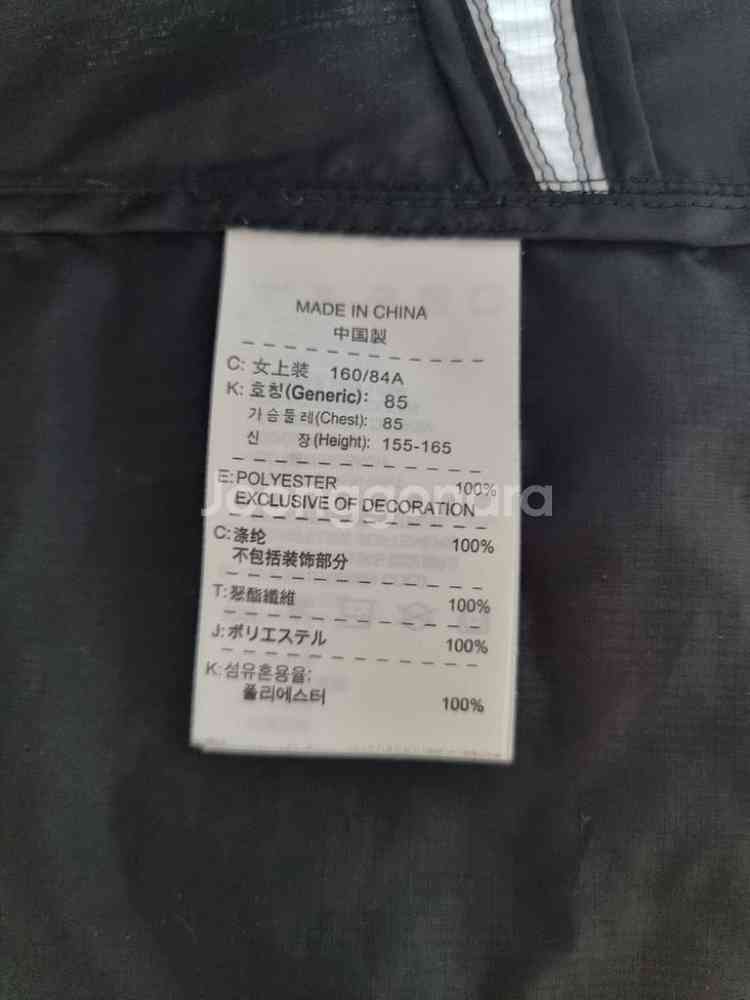 MADE IN CHINA
中国製
C: 女上装 160/84A
K: 호칭(Generic): 85
가슴둘레(Chest): 85
신 장(Height): 155-165
E: POLYESTER 100%
EXCLUSIVE OF DECORATION
Joonggonara
C: 涤纶 100%
不包括装饰部分
T: 聚酯纖維 100%
J: ポリエステル 100%
K: 섬유혼용율;
폴리에스터 100%